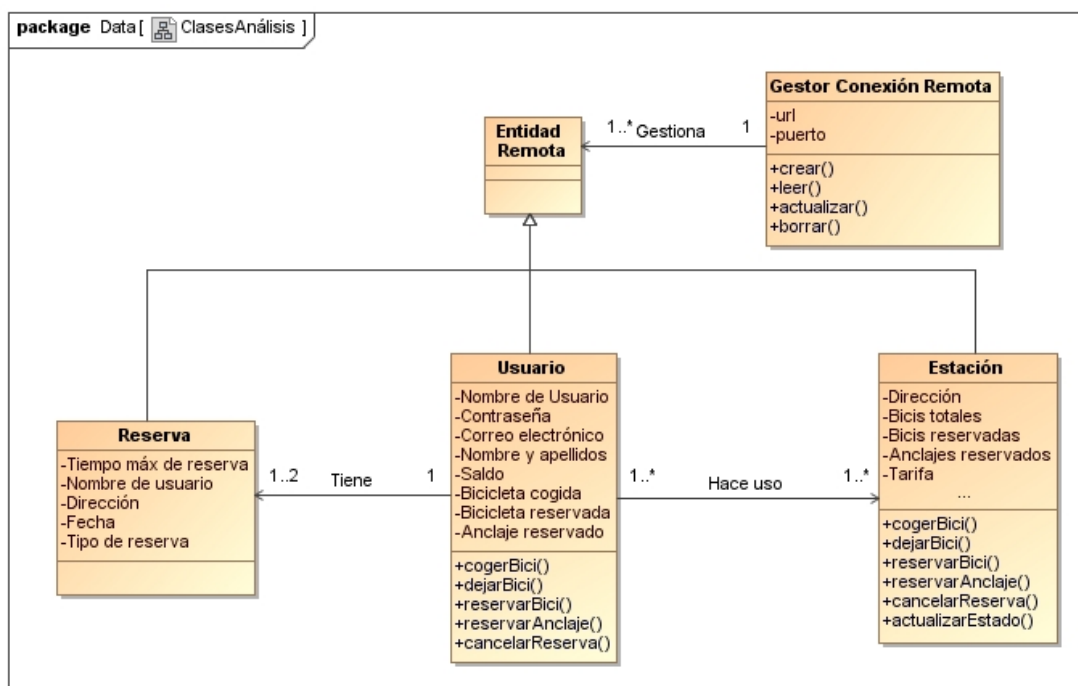 package Data [ ClasesAnálisis ]
Gestor Conexión Remota
-url
-puerto
+crear()
+leer()
+actualizar()
+borrar()
1..* Gestiona 1
Entidad
Remota
Reserva
-Tiempo máx de reserva
-Nombre de usuario
-Dirección
-Fecha
-Tipo de reserva
1..2 Tiene 1
Usuario
-Nombre de Usuario
-Contraseña
-Correo electrónico
-Nombre y apellidos
-Saldo
-Bicicleta cogida
-Bicicleta reservada
-Anclaje reservado
+cogerBici()
+dejarBici()
+reservarBici()
+reservarAnclaje()
+cancelarReserva()
1..* Hace uso 1..*
Estación
-Dirección
-Bicis totales
-Bicis reservadas
-Anclajes reservados
-Tarifa
...
+cogerBici()
+dejarBici()
+reservarBici()
+reservarAnclaje()
+cancelarReserva()
+actualizarEstado()